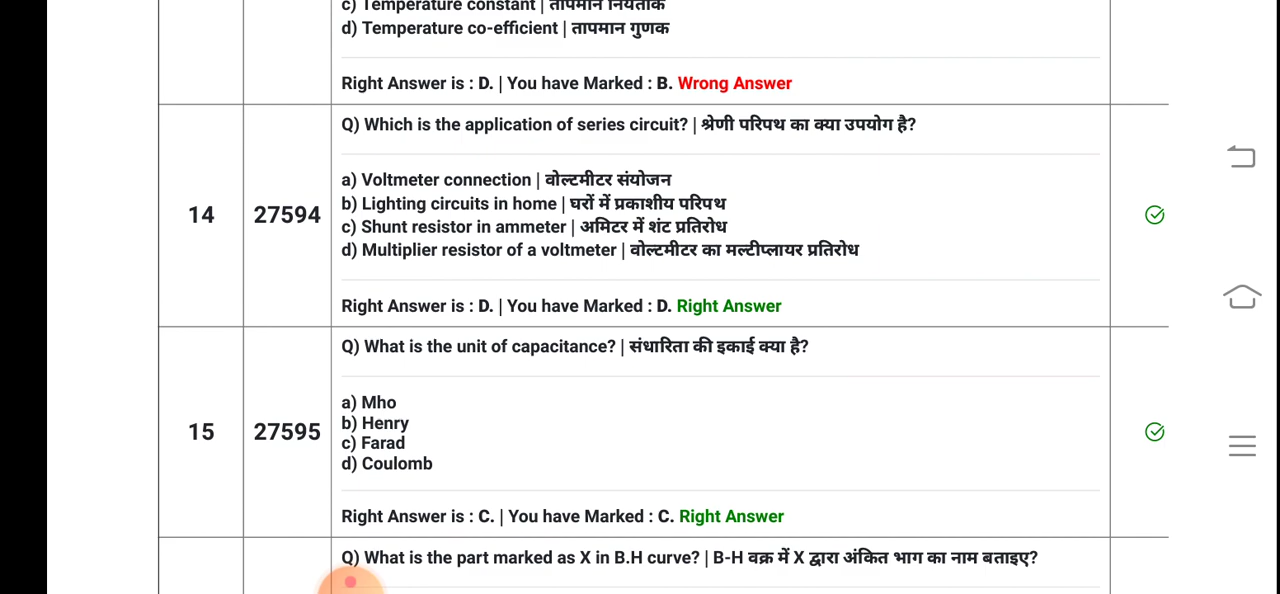 c) Temperature constant | तापमान नियतांक
d) Temperature co-efficient | तापमान गुणक
Right Answer is : D. | You have Marked : B. Wrong Answer
14
27594
Q) Which is the application of series circuit? | श्रेणी परिपथ का क्या उपयोग है?
a) Voltmeter connection | वोल्टमीटर संयोजन
b) Lighting circuits in home | घरों में प्रकाशीय परिपथ
c) Shunt resistor in ammeter | अमिटर में शंट प्रतिरोध
d) Multiplier resistor of a voltmeter | वोल्टमीटर का मल्टीप्लायर प्रतिरोध
Right Answer is : D. | You have Marked : D. Right Answer
15
27595
Q) What is the unit of capacitance? | संधारिता की इकाई क्या है?
a) Mho
b) Henry
c) Farad
d) Coulomb
Right Answer is : C. | You have Marked : C. Right Answer
Q) What is the part marked as X in B.H curve? | B-H वक्र में X द्वारा अंकित भाग का नाम बताइए?